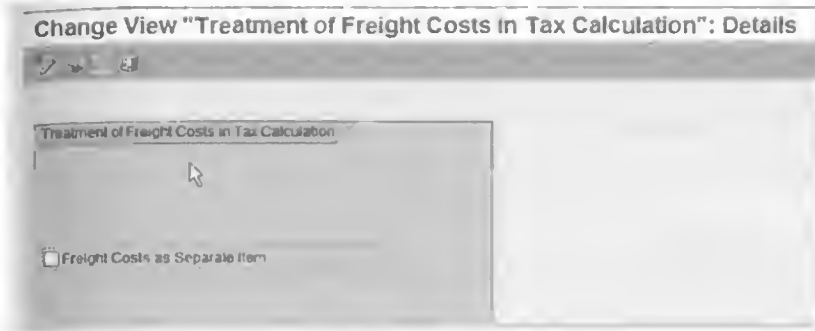 Change View "Treatment of Freight Costs in Tax Calculation": Details
Treatment of Freight Costs in Tax Calculation
Freight Costs as Separate Item